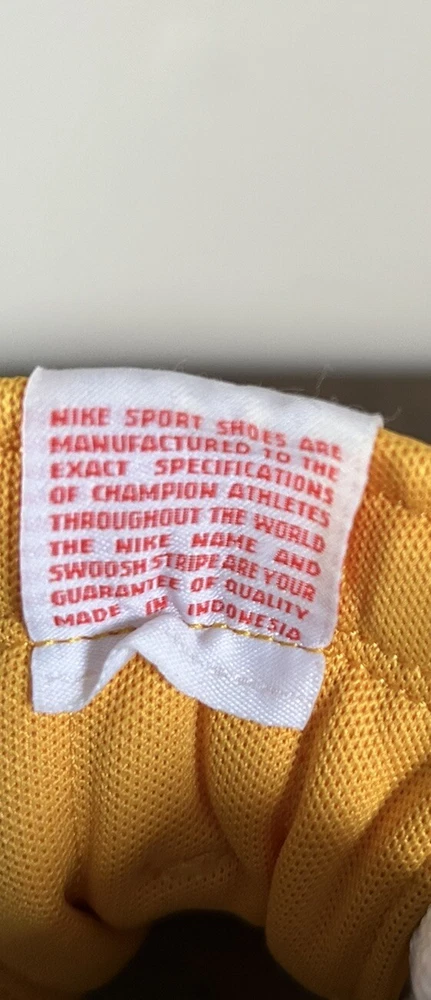 NIKE SPORT SHOES ARE
MANUFACTURED TO THE
EXACT SPECIFICATIONS
OF CHAMPION ATHLETES
THROUGHOUT THE WORLD
THE NIKE NAME AND
SWOOSH STRIPE ARE YOUR
GUARANTEE OF QUALITY
MADE IN INDONESIA